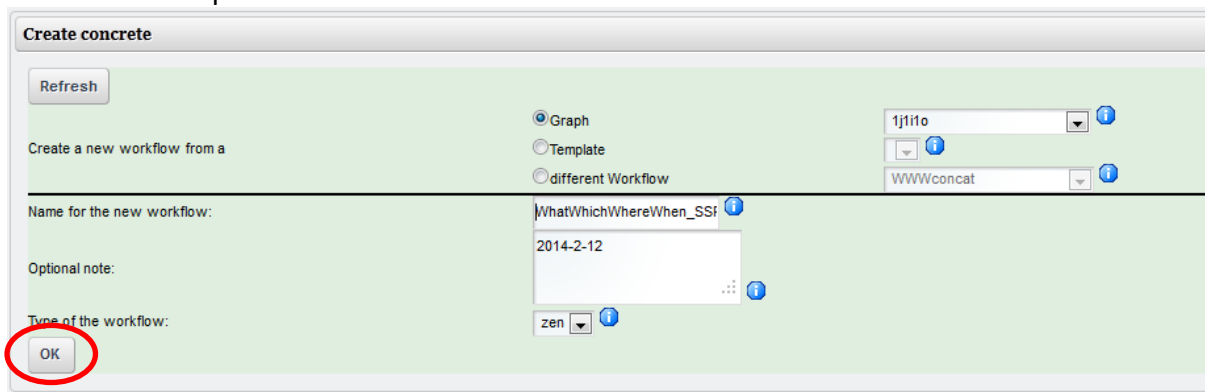 Create concrete
Refresh
Create a new workflow from a
Graph
1j1i1o
Template
different Workflow
WWWconcat
Name for the new workflow:
WhatWhichWhereWhen_SSF
Optional note:
2014-2-12
Type of the workflow:
zen
OK